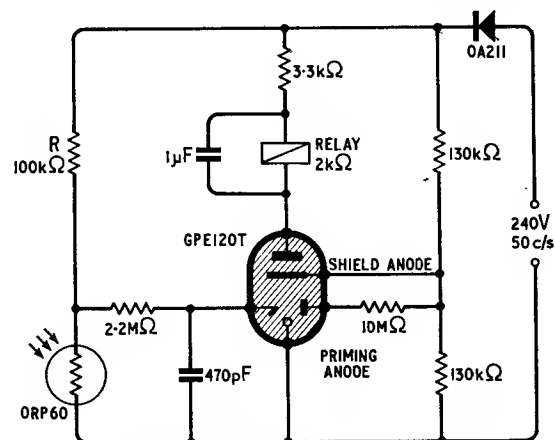 OA211
3·3kΩ
R
100kΩ
1μF
RELAY
2kΩ
130kΩ
240V
50 c/s
GPE120T
SHIELD ANODE
2·2MΩ
10MΩ
PRIMING
ANODE
470pF
130kΩ
ORP60